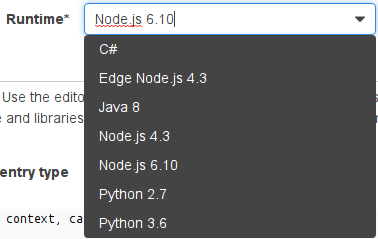 Runtime* Node.js 6.10
C#
Edge Node.js 4.3
Java 8
Node.js 4.3
Node.js 6.10
Python 2.7
Python 3.6
Use the edito
e and libraries
entry type
context, ca